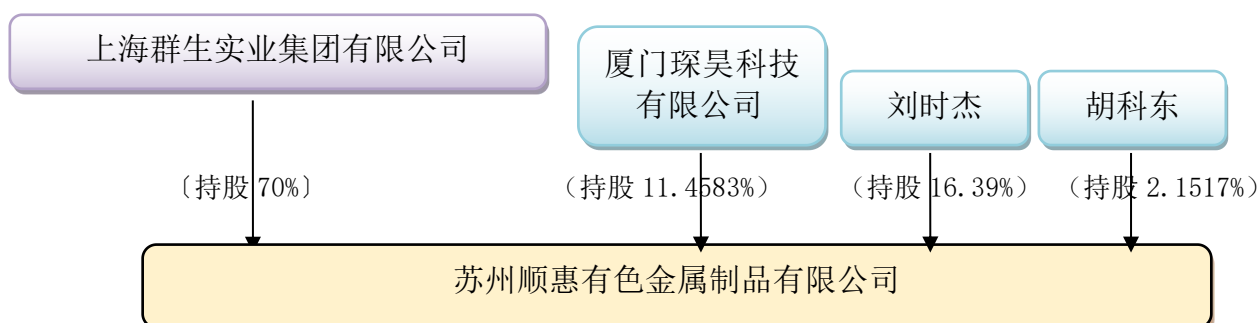 上海群生实业集团有限公司
厦门琛昊科技
有限公司
刘时杰
胡科东
〔持股 70%〕
（持股 11.4583%）
（持股 16.39%）
（持股 2.1517%）
苏州顺惠有色金属制品有限公司